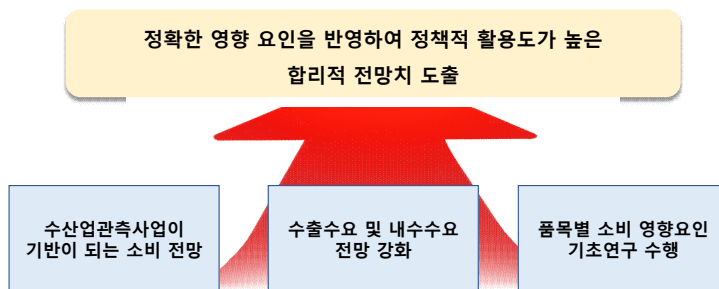 정확한 영향 요인을 반영하여 정책적 활용도가 높은
합리적 전망치 도출
수산업관측사업이
기반이 되는 소비 전망
수출수요 및 내수수요
전망 강화
품목별 소비 영향요인
기초연구 수행